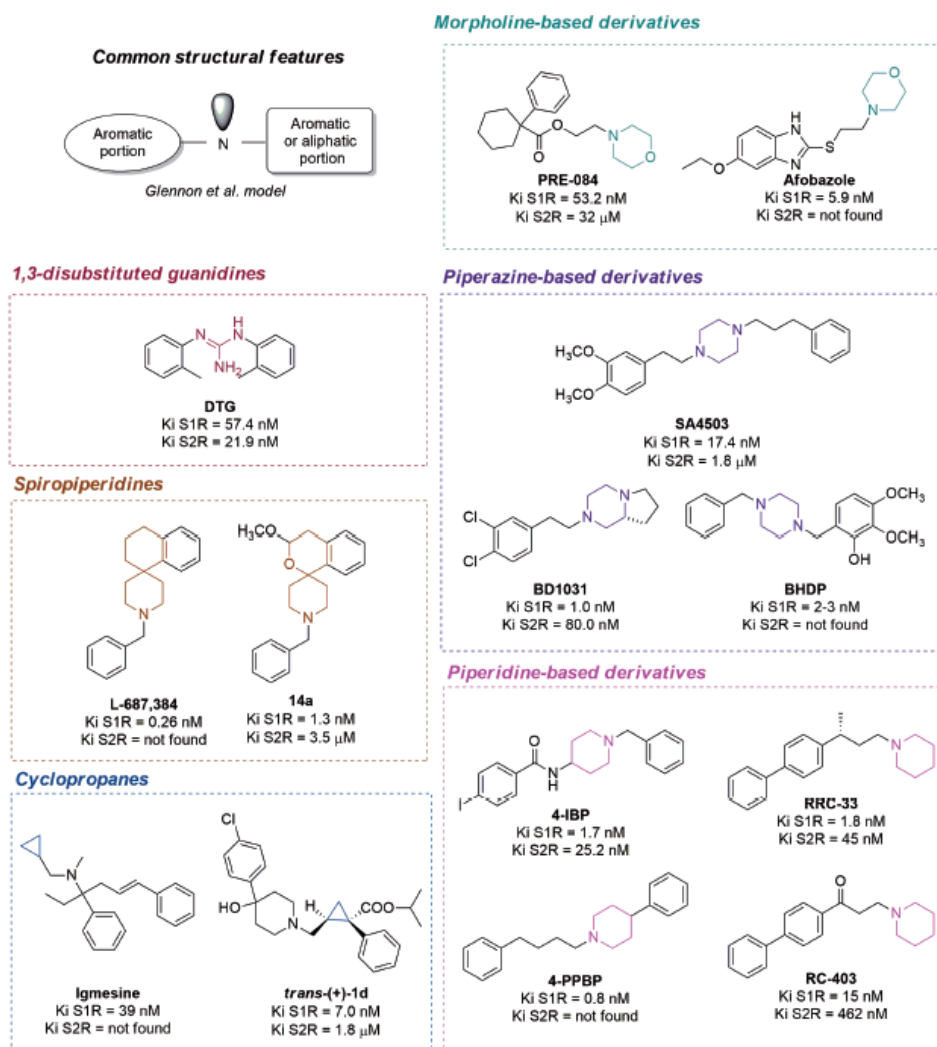 Common structural features
Aromatic
portion
N
Aromatic
or aliphatic
portion
Glennon et al. model
Morpholine-based derivatives
O
O
N
O
PRE-084
Ki S1R = 53.2 nM
Ki S2R = 32 μM
O
N
H
N
S
N
O
Afobazole
Ki S1R = 5.9 nM
Ki S2R = not found
1,3-disubstituted guanidines
H
N
N
NH2
DTG
Ki S1R = 57.4 nM
Ki S2R = 21.9 nM
Piperazine-based derivatives
N
N
H3CO
OCH3
SA4503
Ki S1R = 17.4 nM
Ki S2R = 1.8 μM
Cl
Cl
N
N
BD1031
Ki S1R = 1.0 nM
Ki S2R = 80.0 nM
N
N
OCH3
OCH3
OH
BHDP
Ki S1R = 2-3 nM
Ki S2R = not found
Spiropiperidines
N
L-687,384
Ki S1R = 0.26 nM
Ki S2R = not found
H3CO
O
N
14a
Ki S1R = 1.3 nM
Ki S2R = 3.5 μM
Cyclopropanes
N
Igmesine
Ki S1R = 39 nM
Ki S2R = not found
Cl
HO
N
H
COO
trans-(+)-1d
Ki S1R = 7.0 nM
Ki S2R = 1.8 μM
Piperidine-based derivatives
O
N
N
H
I
4-IBP
Ki S1R = 1.7 nM
Ki S2R = 25.2 nM
N
RRC-33
Ki S1R = 1.8 nM
Ki S2R = 45 nM
N
4-PPBP
Ki S1R = 0.8 nM
Ki S2R = not found
O
N
RC-403
Ki S1R = 15 nM
Ki S2R = 462 nM